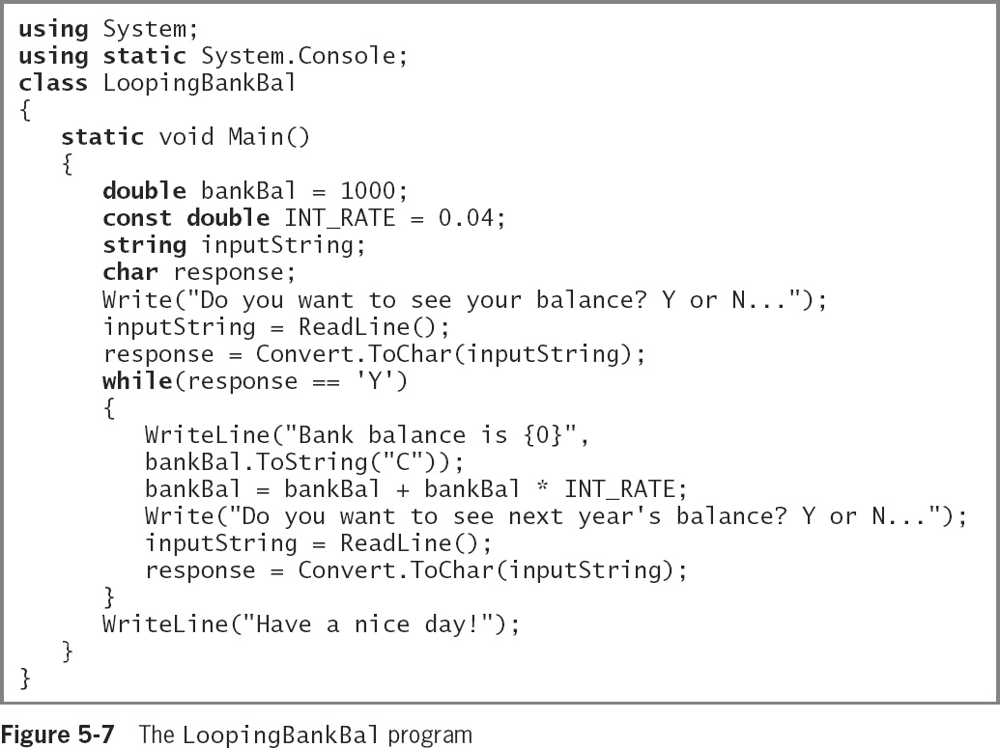 using System;
using static System.Console;
class LoopingBankBal
{
   static void Main()
   {
      double bankBal = 1000;
      const double INT_RATE = 0.04;
      string inputString;
      char response;
      Write("Do you want to see your balance? Y or N...");
      inputString = ReadLine();
      response = Convert.ToChar(inputString);
      while(response == 'Y')
      {
         WriteLine("Bank balance is {0}",
         bankBal.ToString("C"));
         bankBal = bankBal + bankBal * INT_RATE;
         Write("Do you want to see next year's balance? Y or N...");
         inputString = ReadLine();
         response = Convert.ToChar(inputString);
      }
      WriteLine("Have a nice day!");
   }
}
Figure 5-7 The LoopingBankBal program